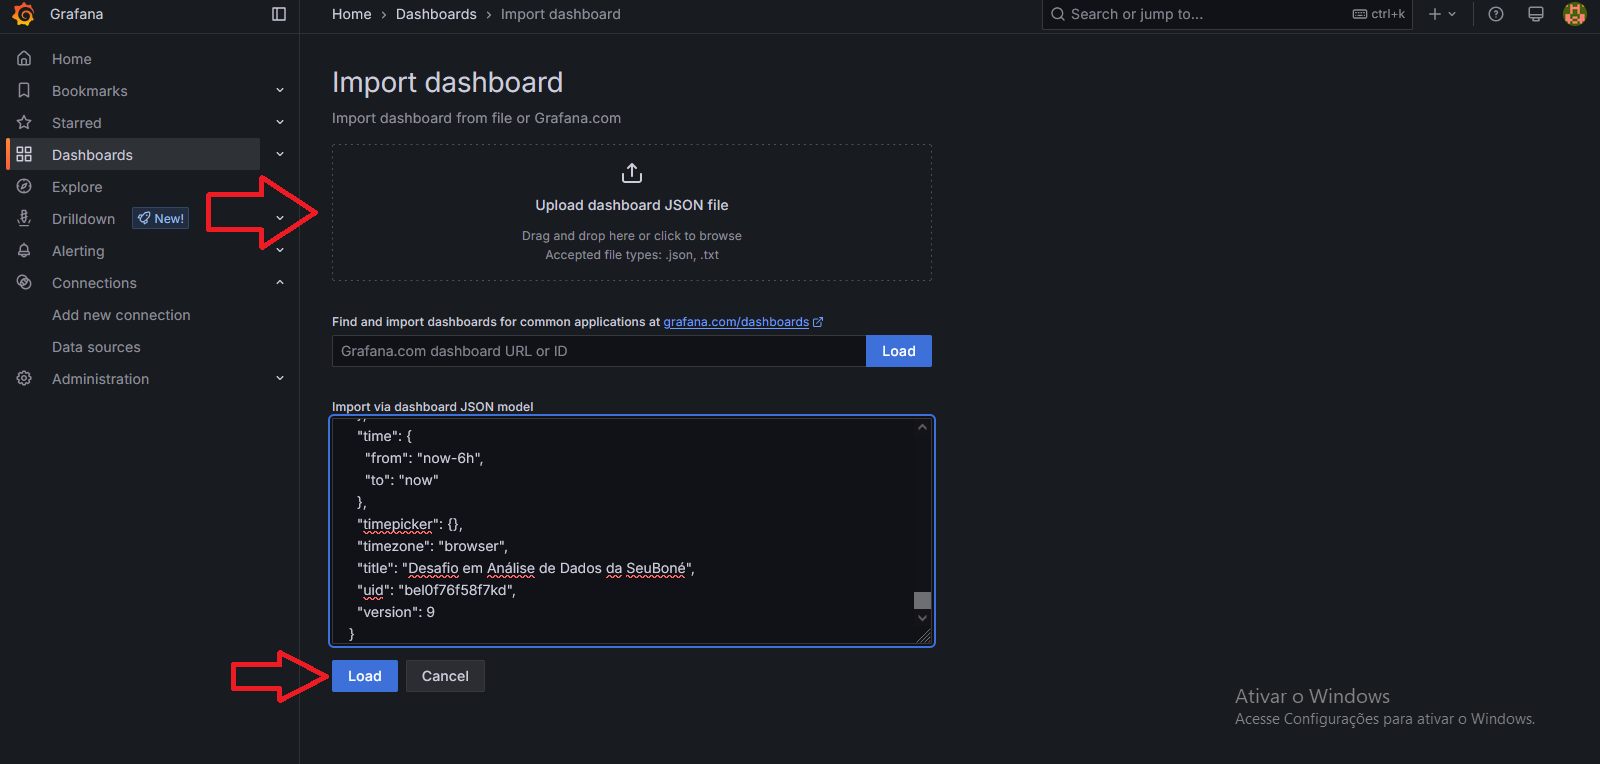 Grafana
Home › Dashboards › Import dashboard
Search or jump to...
ctrl+k
Home
Bookmarks
Starred
Dashboards
Explore
Drilldown
New!
Alerting
Connections
Add new connection
Data sources
Administration
Import dashboard
Import dashboard from file or Grafana.com
Upload dashboard JSON file
Drag and drop here or click to browse
Accepted file types: .json, .txt
Find and import dashboards for common applications at grafana.com/dashboards
Grafana.com dashboard URL or ID
Load
Import via dashboard JSON model
},
"time": {
"from": "now-6h",
"to": "now"
},
"timepicker": {},
"timezone": "browser",
"title": "Desafio em Análise de Dados da SeuBoné",
"uid": "bel0f76f58f7kd",
"version": 9
}
Load
Cancel
Ativar o Windows
Acesse Configurações para ativar o Windows.